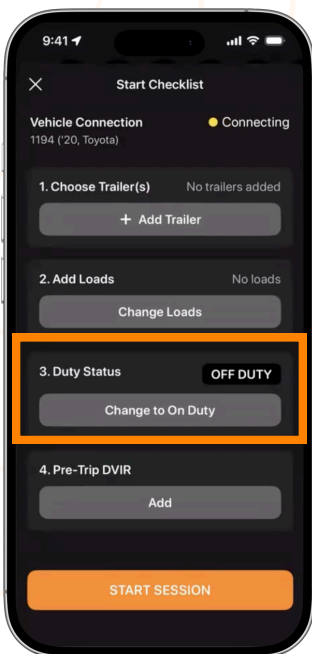 9:41
Start Checklist
Vehicle Connection
Connecting
1194 ('20, Toyota)
1. Choose Trailer(s)
No trailers added
+ Add Trailer
2. Add Loads
No loads
Change Loads
3. Duty Status
OFF DUTY
Change to On Duty
4. Pre-Trip DVIR
Add
START SESSION